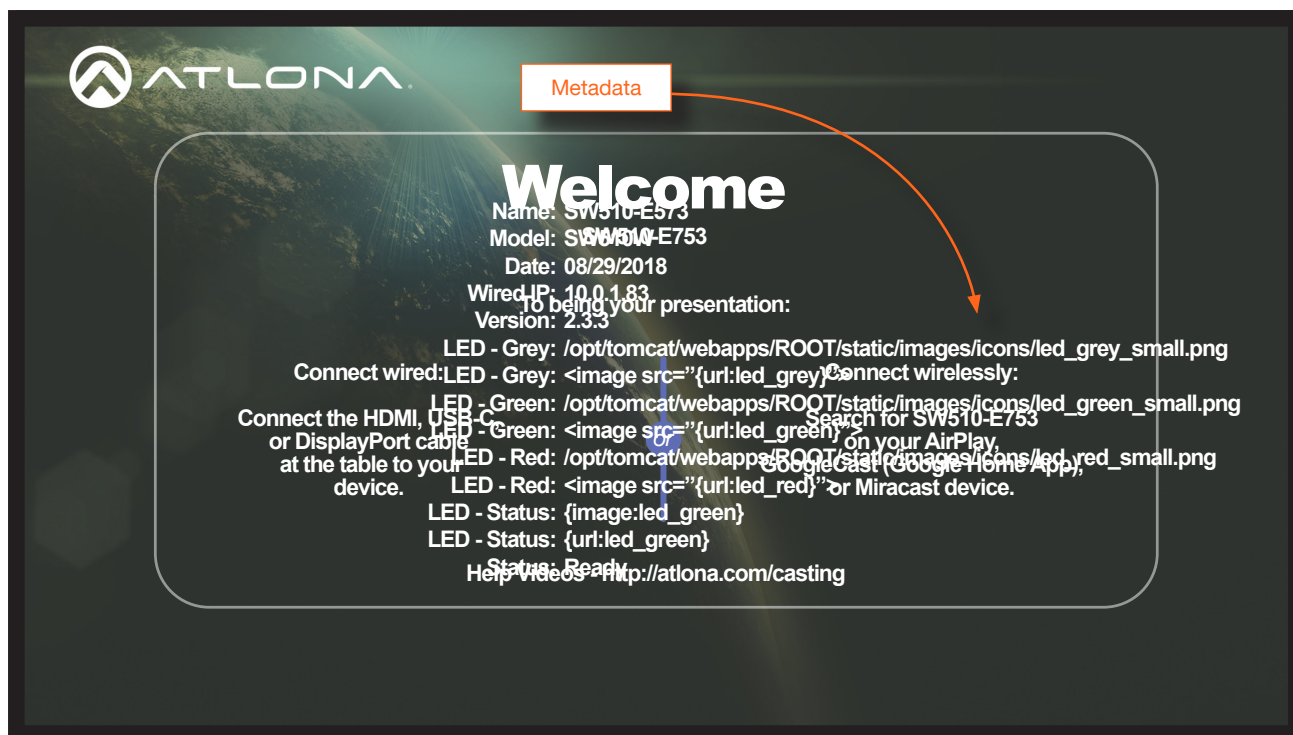 ATLONA.
Metadata
Welcome
Name: SW510-E573
SW510-E753
Model: SW510W
Date: 08/29/2018
Wired IP: 10.0.1.83
To being your presentation:
Version: 2.3.3
LED - Grey: /opt/tomcat/webapps/ROOT/static/images/icons/led_grey_small.png
Connect wired:
LED - Grey: <image src="{url:led_grey}">
Connect wirelessly:
LED - Green: /opt/tomcat/webapps/ROOT/static/images/icons/led_green_small.png
Connect the HDMI, USB-C,
or DisplayPort cable
at the table to your
device.
LED - Green: <image src="{url:led_green}">
or
Search for SW510-E753
on your AirPlay,
GoogleCast (Google Home App),
or Miracast device.
LED - Red: /opt/tomcat/webapps/ROOT/static/images/icons/led_red_small.png
LED - Red: <image src="{url:led_red}">
LED - Status: {image:led_green}
LED - Status: {url:led_green}
Status: Ready
Help Videos - http://atlona.com/casting